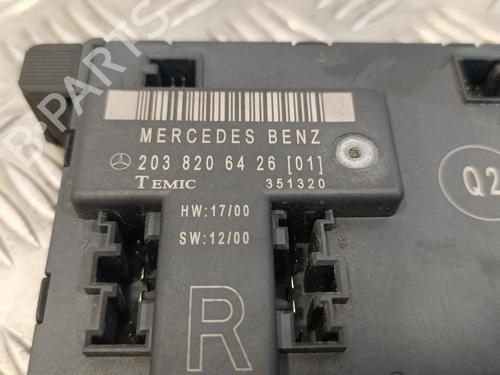 MERCEDES BENZ
203 820 64 26 [01]
TEMIC 351320
HW:17/00
SW:12/00
R
Q2
B-PARTS